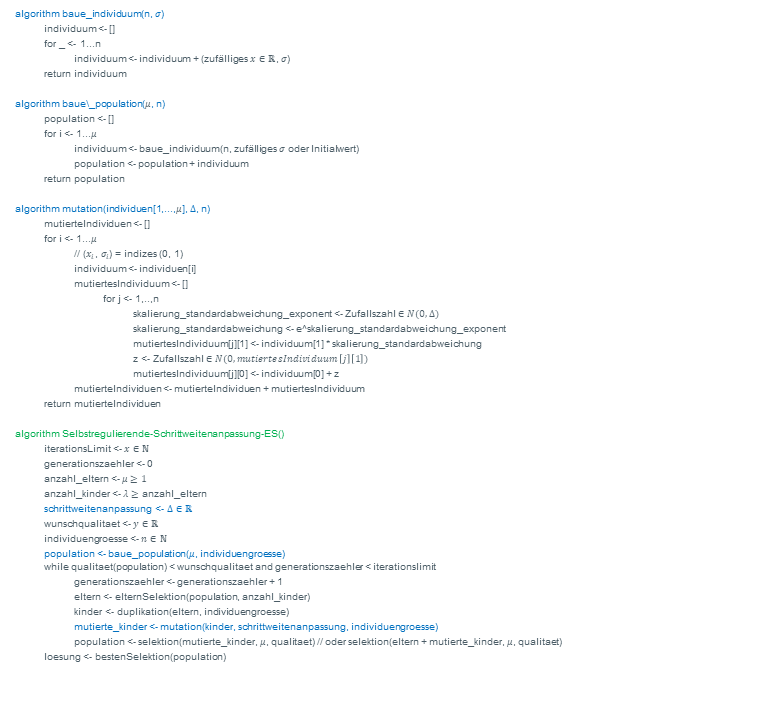 algorithm baue_individuum(n, σ)
individuum <- []
for _ <- 1...n
individuum <- individuum + (zufälliges x ∈ ℝ, σ)
return individuum
algorithm baue\_population(μ, n)
population <- []
for i <- 1...μ
individuum <- baue_individuum(n, zufälliges σ oder Initialwert)
population <- population + individuum
return population
algorithm mutation(individuen[1,...,μ], Δ, n)
mutierteIndividuen <- []
for i <- 1...μ
// (xᵢ, σᵢ) = indizes (0, 1)
individuum <- individuen[i]
mutiertesIndividuum <- []
for j <- 1,..,n
skalierung_standardabweichung_exponent <- Zufallszahl ∈ N(0, Δ)
skalierung_standardabweichung <- e^skalierung_standardabweichung_exponent
mutiertesIndividuum[j][1] <- individuum[1] * skalierung_standardabweichung
z <- Zufallszahl ∈ N(0, mutiertesIndividuum[j][1])
mutiertesIndividuum[j][0] <- individuum[0] + z
mutierteIndividuen <- mutierteIndividuen + mutiertesIndividuum
return mutierteIndividuen
algorithm Selbstregulierende-Schrittweitenanpassung-ES()
iterationsLimit <- x ∈ ℕ
generationszaehler <- 0
anzahl_eltern <- μ ≥ 1
anzahl_kinder <- λ ≥ anzahl_eltern
schrittweitenanpassung <- Δ ∈ ℝ
wunschqualitaet <- y ∈ ℝ
individuengroesse <- n ∈ ℕ
population <- baue_population(μ, individuengroesse)
while qualitaet(population) < wunschqualitaet and generationszaehler < iterationslimit
generationszaehler <- generationszaehler + 1
eltern <- elternSelektion(population, anzahl_kinder)
kinder <- duplikation(eltern, individuengroesse)
mutierte_kinder <- mutation(kinder, schrittweitenanpassung, individuengroesse)
population <- selektion(mutierte_kinder, μ, qualitaet) // oder selektion(eltern + mutierte_kinder, μ, qualitaet)
loesung <- bestenSelektion(population)